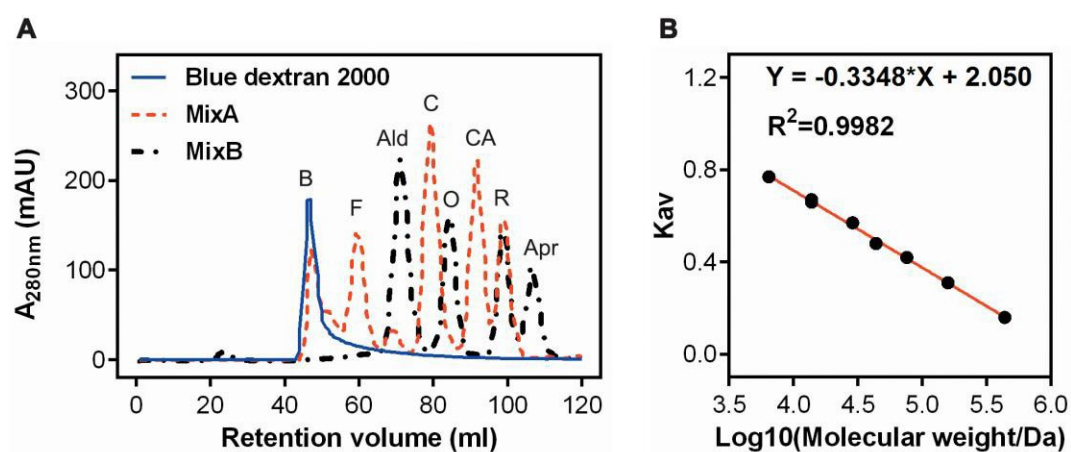 A
Blue dextran 2000
MixA
MixB
B
F
Ald
C
O
CA
R
Apr
300
200
100
0
A280nm (mAU)
0 20 40 60 80 100 120
Retention volume (ml)
B
Y = -0.3348*X + 2.050
R²=0.9982
1.2
0.8
0.4
0.0
Kav
3.5 4.0 4.5 5.0 5.5 6.0
Log10(Molecular weight/Da)